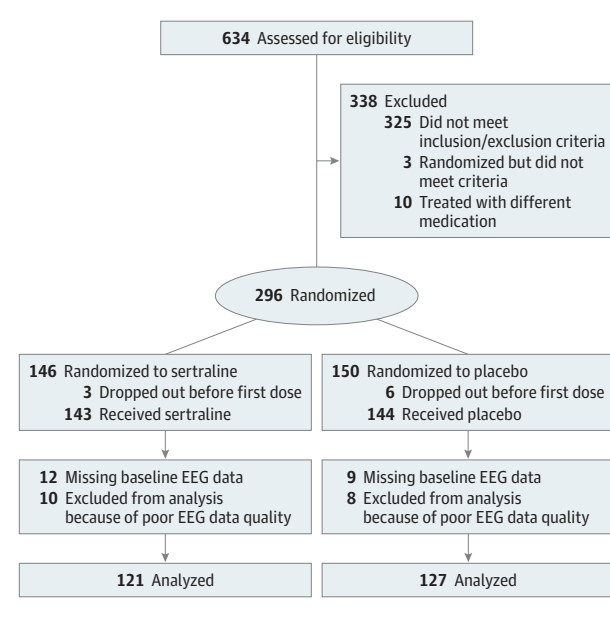 634 Assessed for eligibility
338 Excluded
325 Did not meet
inclusion/exclusion criteria
3 Randomized but did not
meet criteria
10 Treated with different
medication
296 Randomized
146 Randomized to sertraline
3 Dropped out before first dose
143 Received sertraline
150 Randomized to placebo
6 Dropped out before first dose
144 Received placebo
12 Missing baseline EEG data
10 Excluded from analysis
because of poor EEG data quality
9 Missing baseline EEG data
8 Excluded from analysis
because of poor EEG data quality
121 Analyzed
127 Analyzed